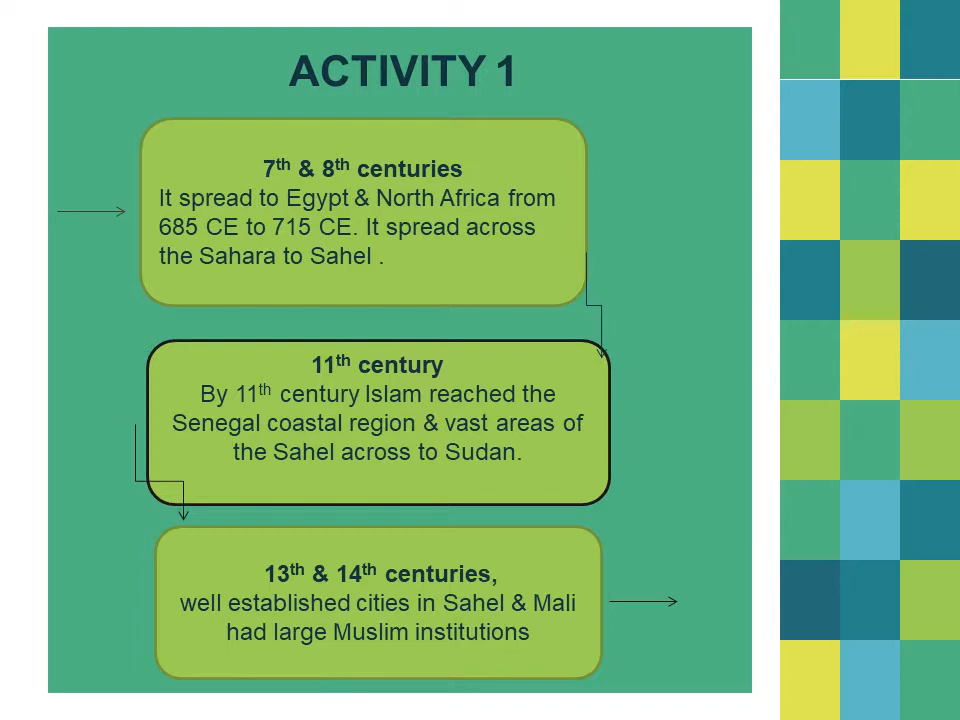 ACTIVITY 1
7th & 8th centuries
It spread to Egypt & North Africa from
685 CE to 715 CE. It spread across
the Sahara to Sahel .
11th century
By 11th century Islam reached the
Senegal coastal region & vast areas of
the Sahel across to Sudan.
13th & 14th centuries,
well established cities in Sahel & Mali
had large Muslim institutions